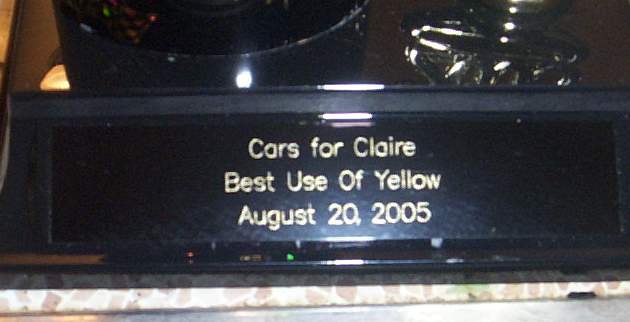 Cars for Claire
Best Use Of Yellow
August 20, 2005